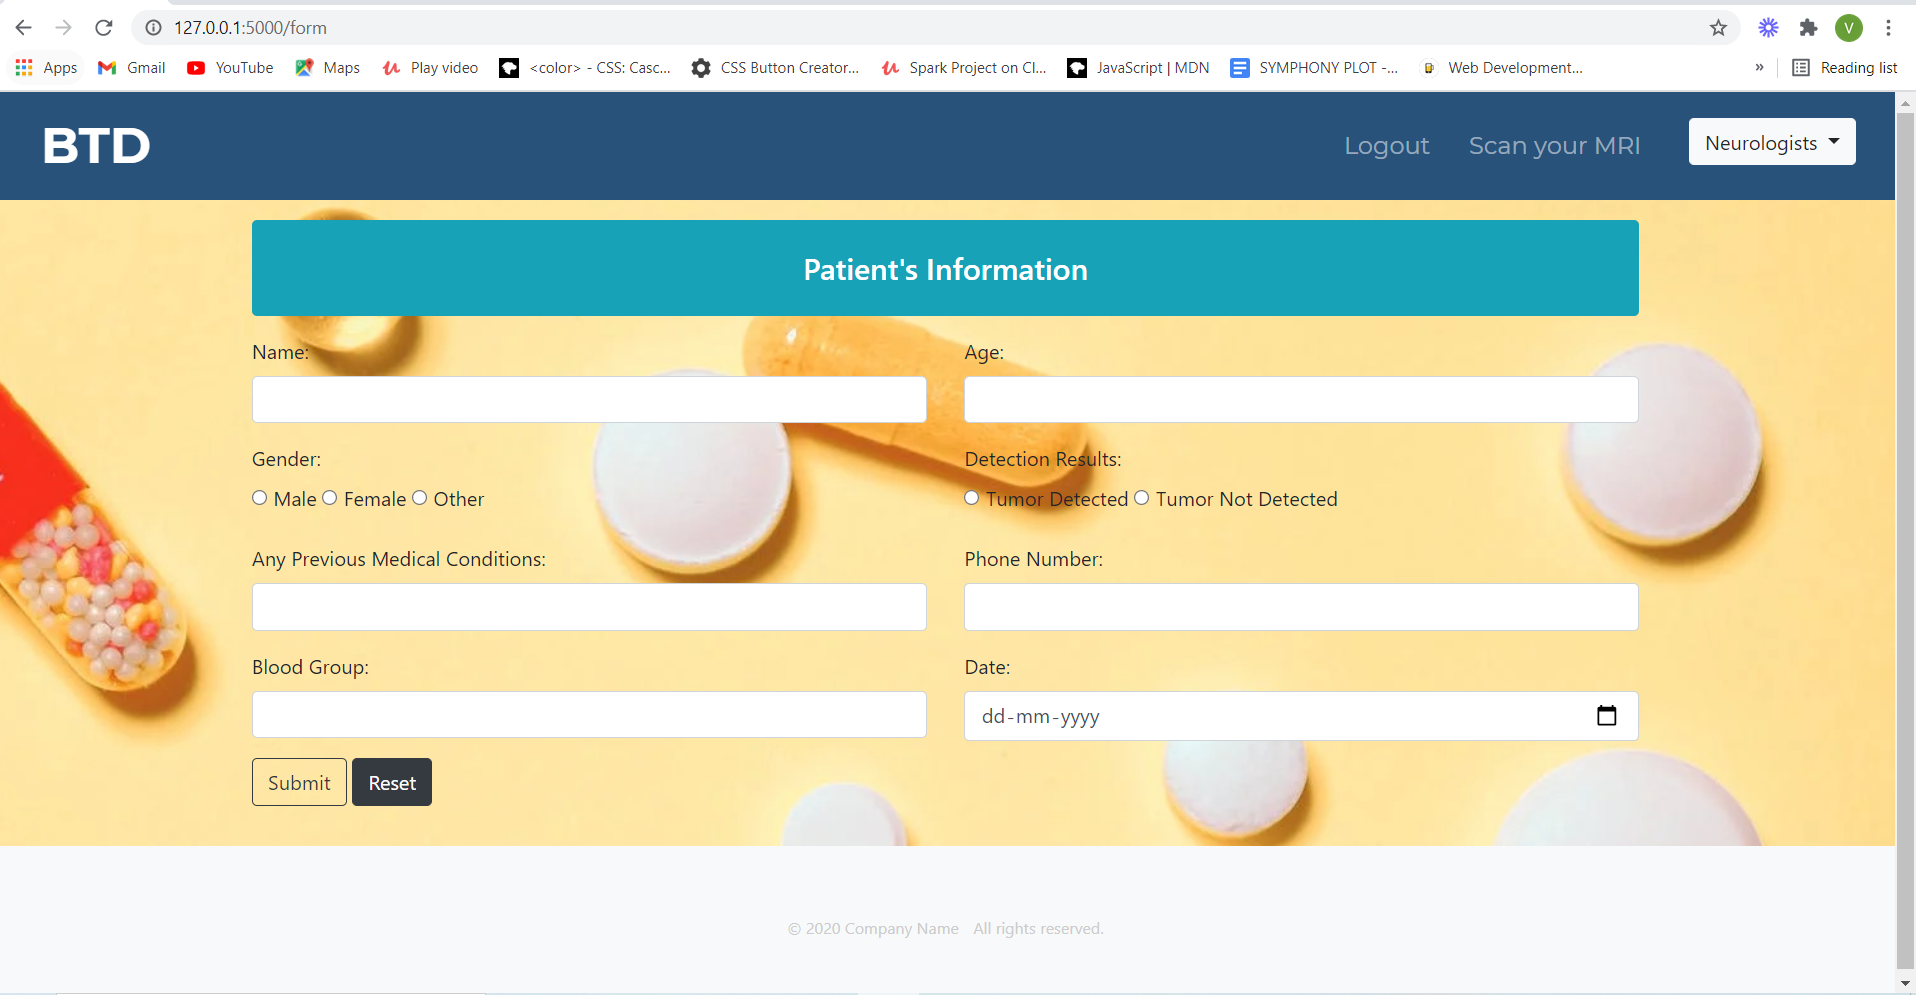 127.0.0.1:5000/form
V
Apps Gmail YouTube Maps Play video <color> - CSS: Casc... CSS Button Creator... Spark Project on Cl... JavaScript | MDN SYMPHONY PLOT -... Web Development... » Reading list
BTD Logout Scan your MRI Neurologists
Patient's Information
Name: Age:
Gender: Detection Results:
Male Female Other Tumor Detected Tumor Not Detected
Any Previous Medical Conditions: Phone Number:
Blood Group: Date:
dd-mm-yyyy
Submit Reset
© 2020 Company Name All rights reserved.